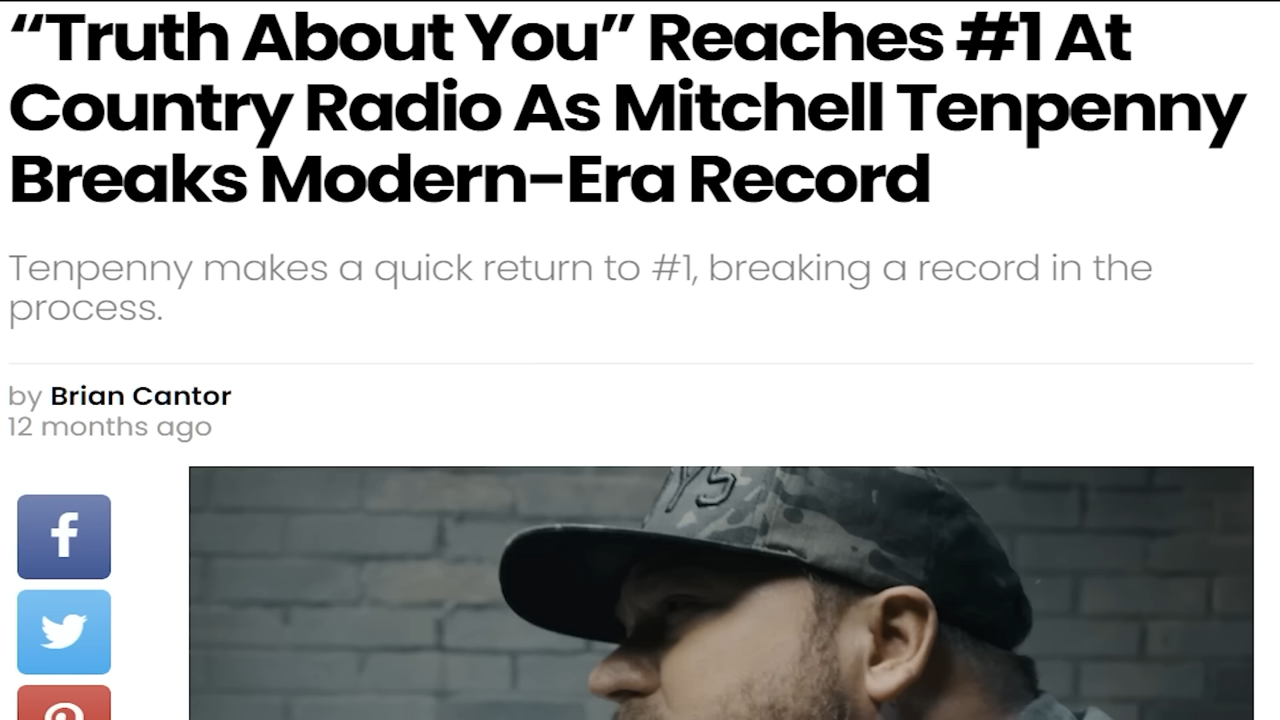 “Truth About You” Reaches #1 At
Country Radio As Mitchell Tenpenny
Breaks Modern-Era Record
Tenpenny makes a quick return to #1, breaking a record in the
process.
by Brian Cantor
12 months ago
YS